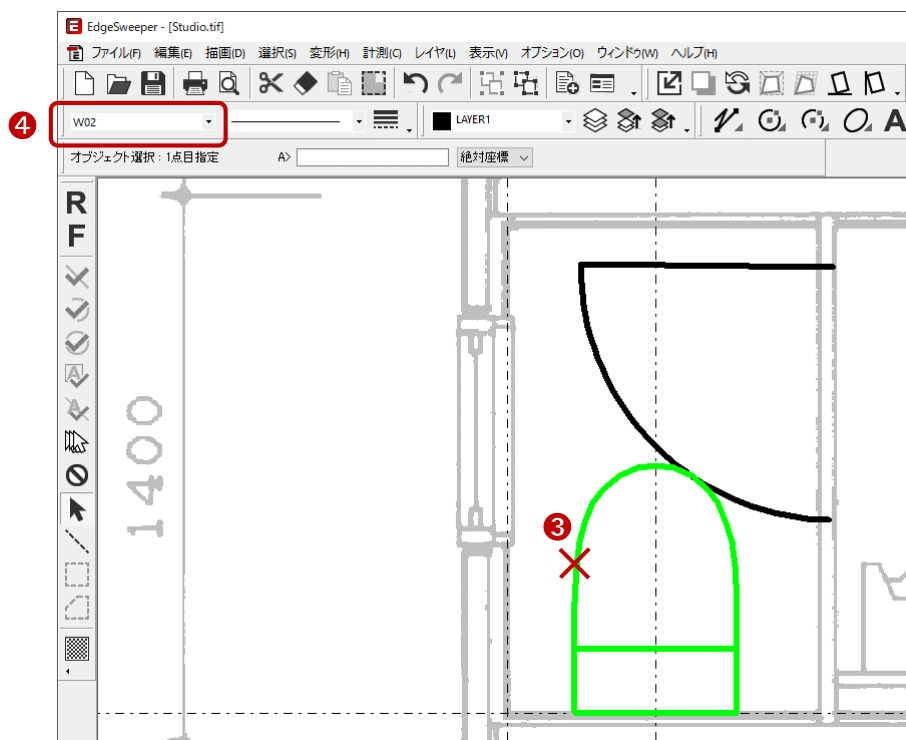 EdgeSweeper - [Studio.tif]
ファイル(F) 編集(E) 描画(D) 選択(S) 変形(H) 計測(C) レイヤ(L) 表示(V) オプション(O) ウィンドウ(W) ヘルプ(H)
4 W02 LAYER1 A
オブジェクト選択：1点目指定 A> 絶対座標
R
F
1400
3